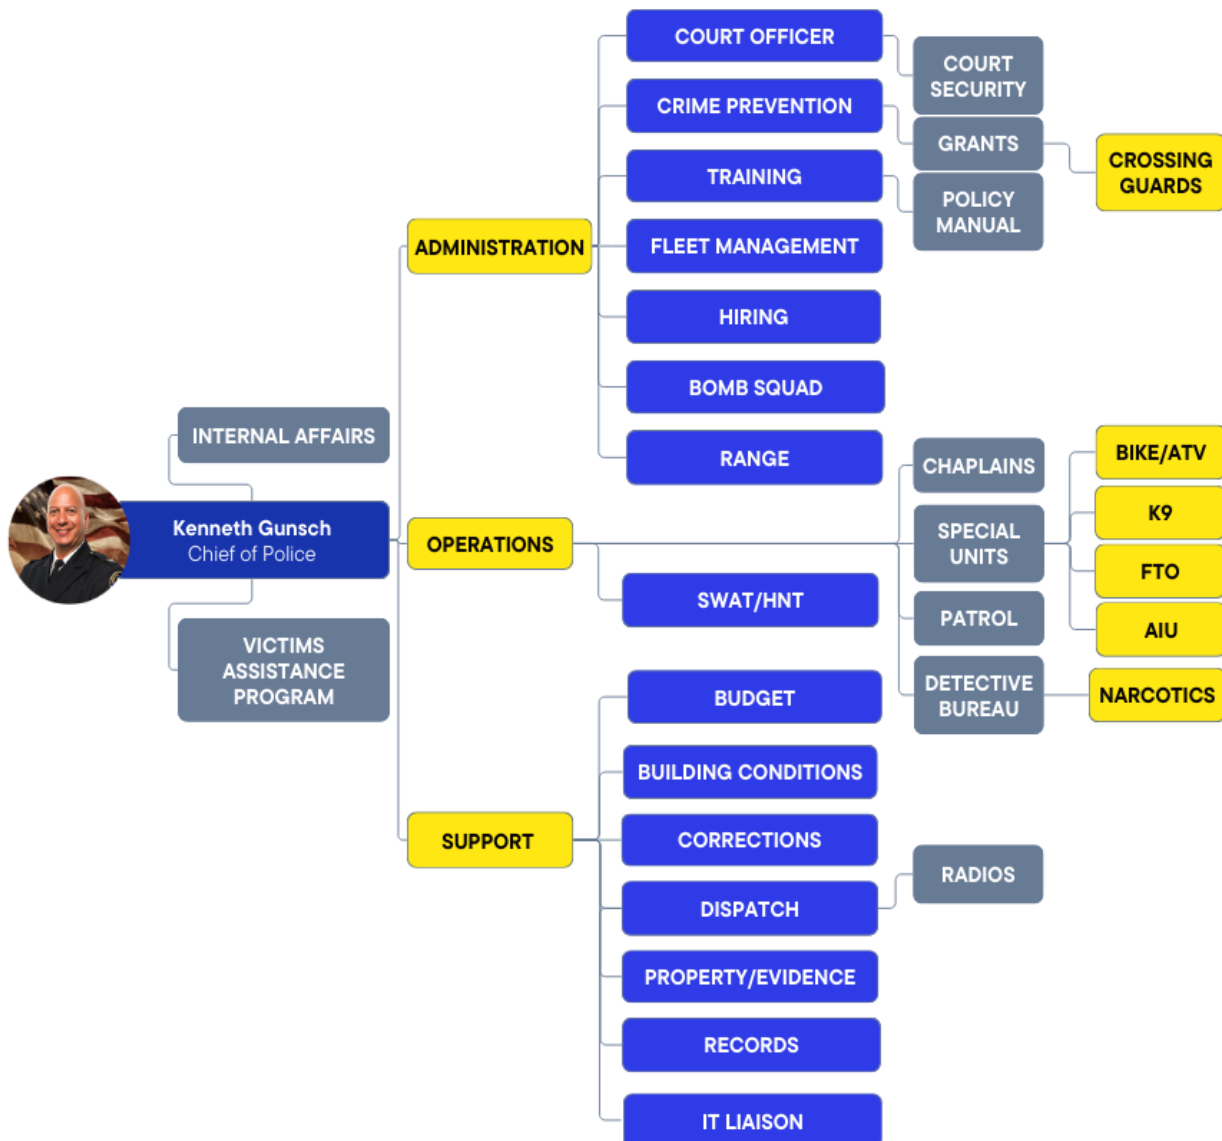 COURT OFFICER
COURT
SECURITY
CRIME PREVENTION
GRANTS
CROSSING
GUARDS
TRAINING
POLICY
MANUAL
ADMINISTRATION
FLEET MANAGEMENT
HIRING
BOMB SQUAD
RANGE
INTERNAL AFFAIRS
Kenneth Gunsch
Chief of Police
VICTIMS
ASSISTANCE
PROGRAM
OPERATIONS
CHAPLAINS
SPECIAL
UNITS
BIKE/ATV
K9
FTO
AIU
SWAT/HNT
PATROL
DETECTIVE
BUREAU
NARCOTICS
SUPPORT
BUDGET
BUILDING CONDITIONS
CORRECTIONS
DISPATCH
RADIOS
PROPERTY/EVIDENCE
RECORDS
IT LIAISON